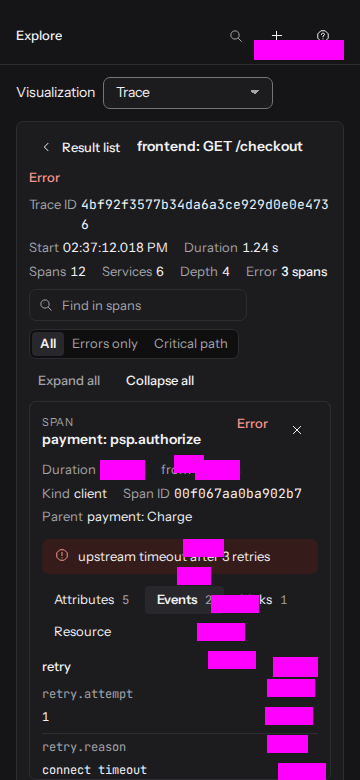 Explore
Visualization Trace
Result list frontend: GET /checkout
Error
Trace ID 4bf92f3577b34da6a3ce929d0e0e473
6
Start 02:37:12.018 PM Duration 1.24 s
Spans 12 Services 6 Depth 4 Error 3 spans
Find in spans
All Errors only Critical path
Expand all Collapse all
SPAN
payment: psp.authorize
Error
Duration
Kind client Span ID 00f067aa0ba902b7
Parent payment: Charge
upstream timeout after 3 retries
Attributes 5 Events 1
Resource
retry
retry.attempt
1
retry.reason
connect timeout